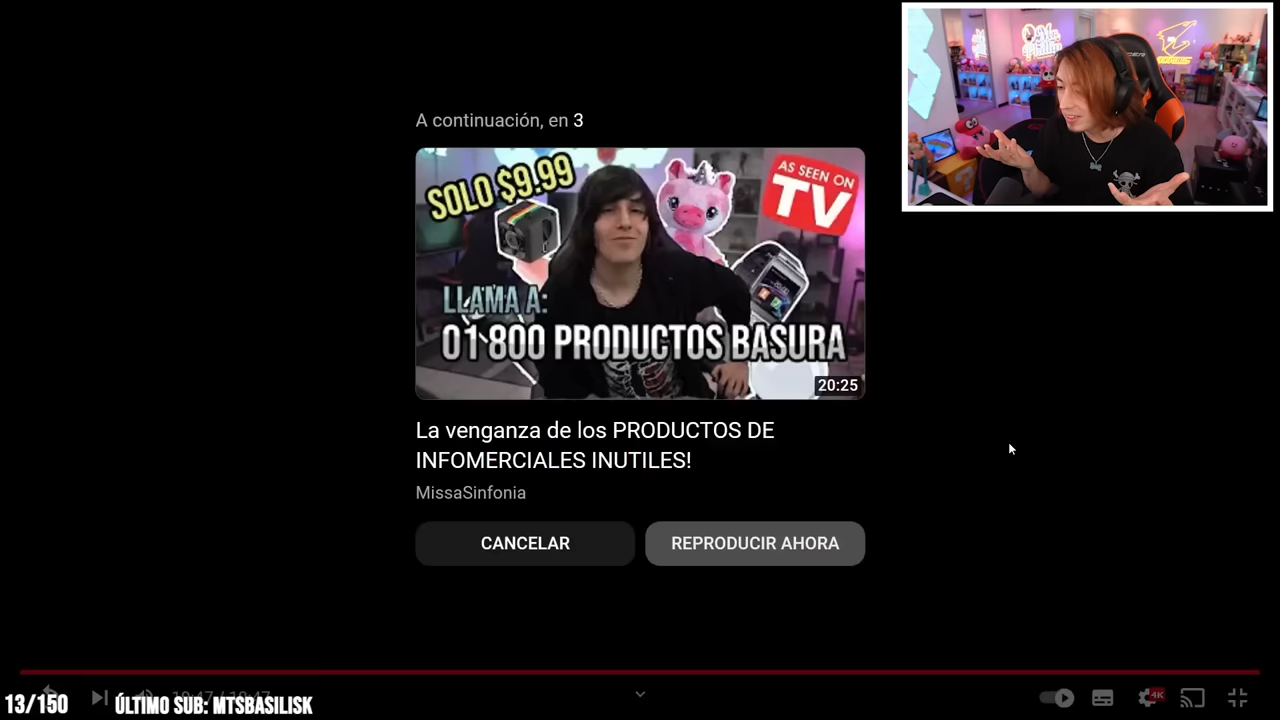 A continuación, en 3
SOLO $9.99
AS SEEN ON
TV
LLAMA A:
01 800 PRODUCTOS BASURA
20:25
La venganza de los PRODUCTOS DE
INFOMERCIALES INUTILES!
MissaSinfonia
CANCELAR
REPRODUCIR AHORA
4K
13/150
ÚLTIMO SUB: MTSBASILISK